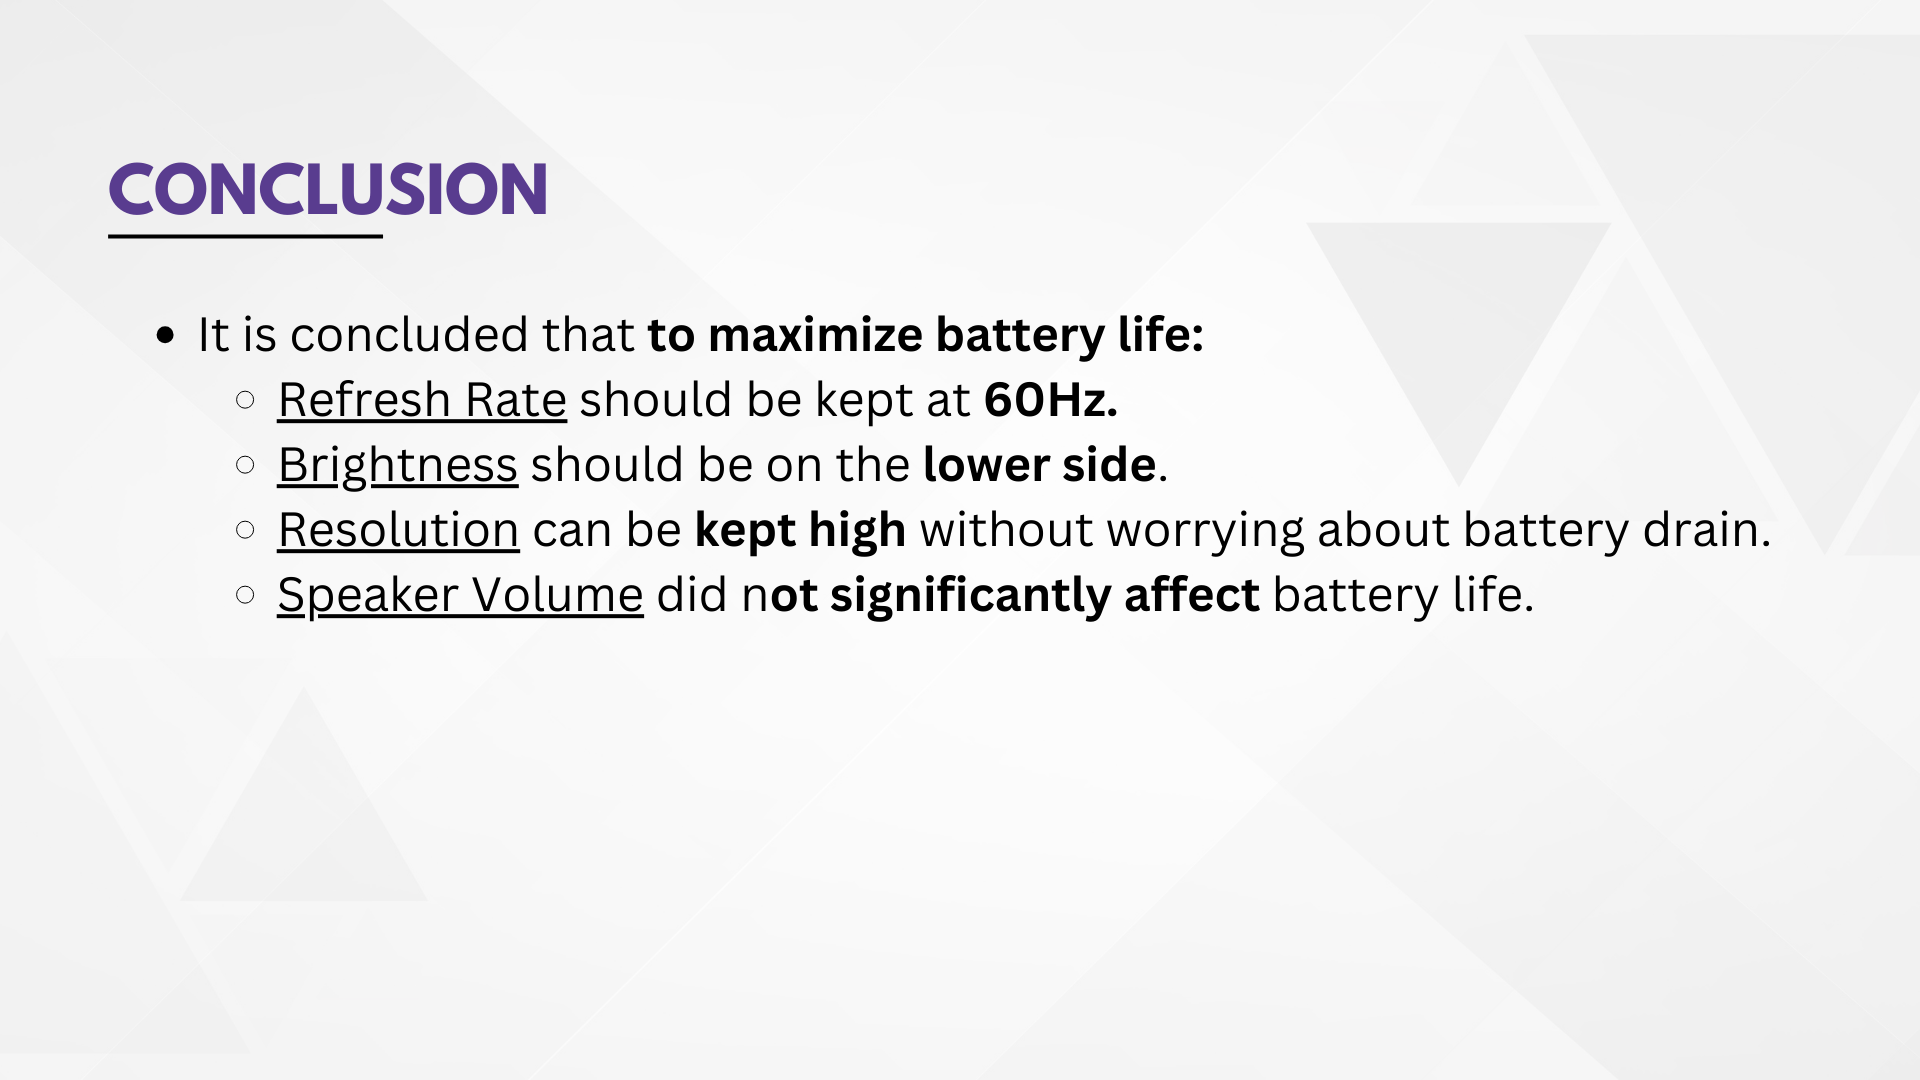 CONCLUSION
• It is concluded that to maximize battery life:
○ Refresh Rate should be kept at 60Hz.
○ Brightness should be on the lower side.
○ Resolution can be kept high without worrying about battery drain.
○ Speaker Volume did not significantly affect battery life.